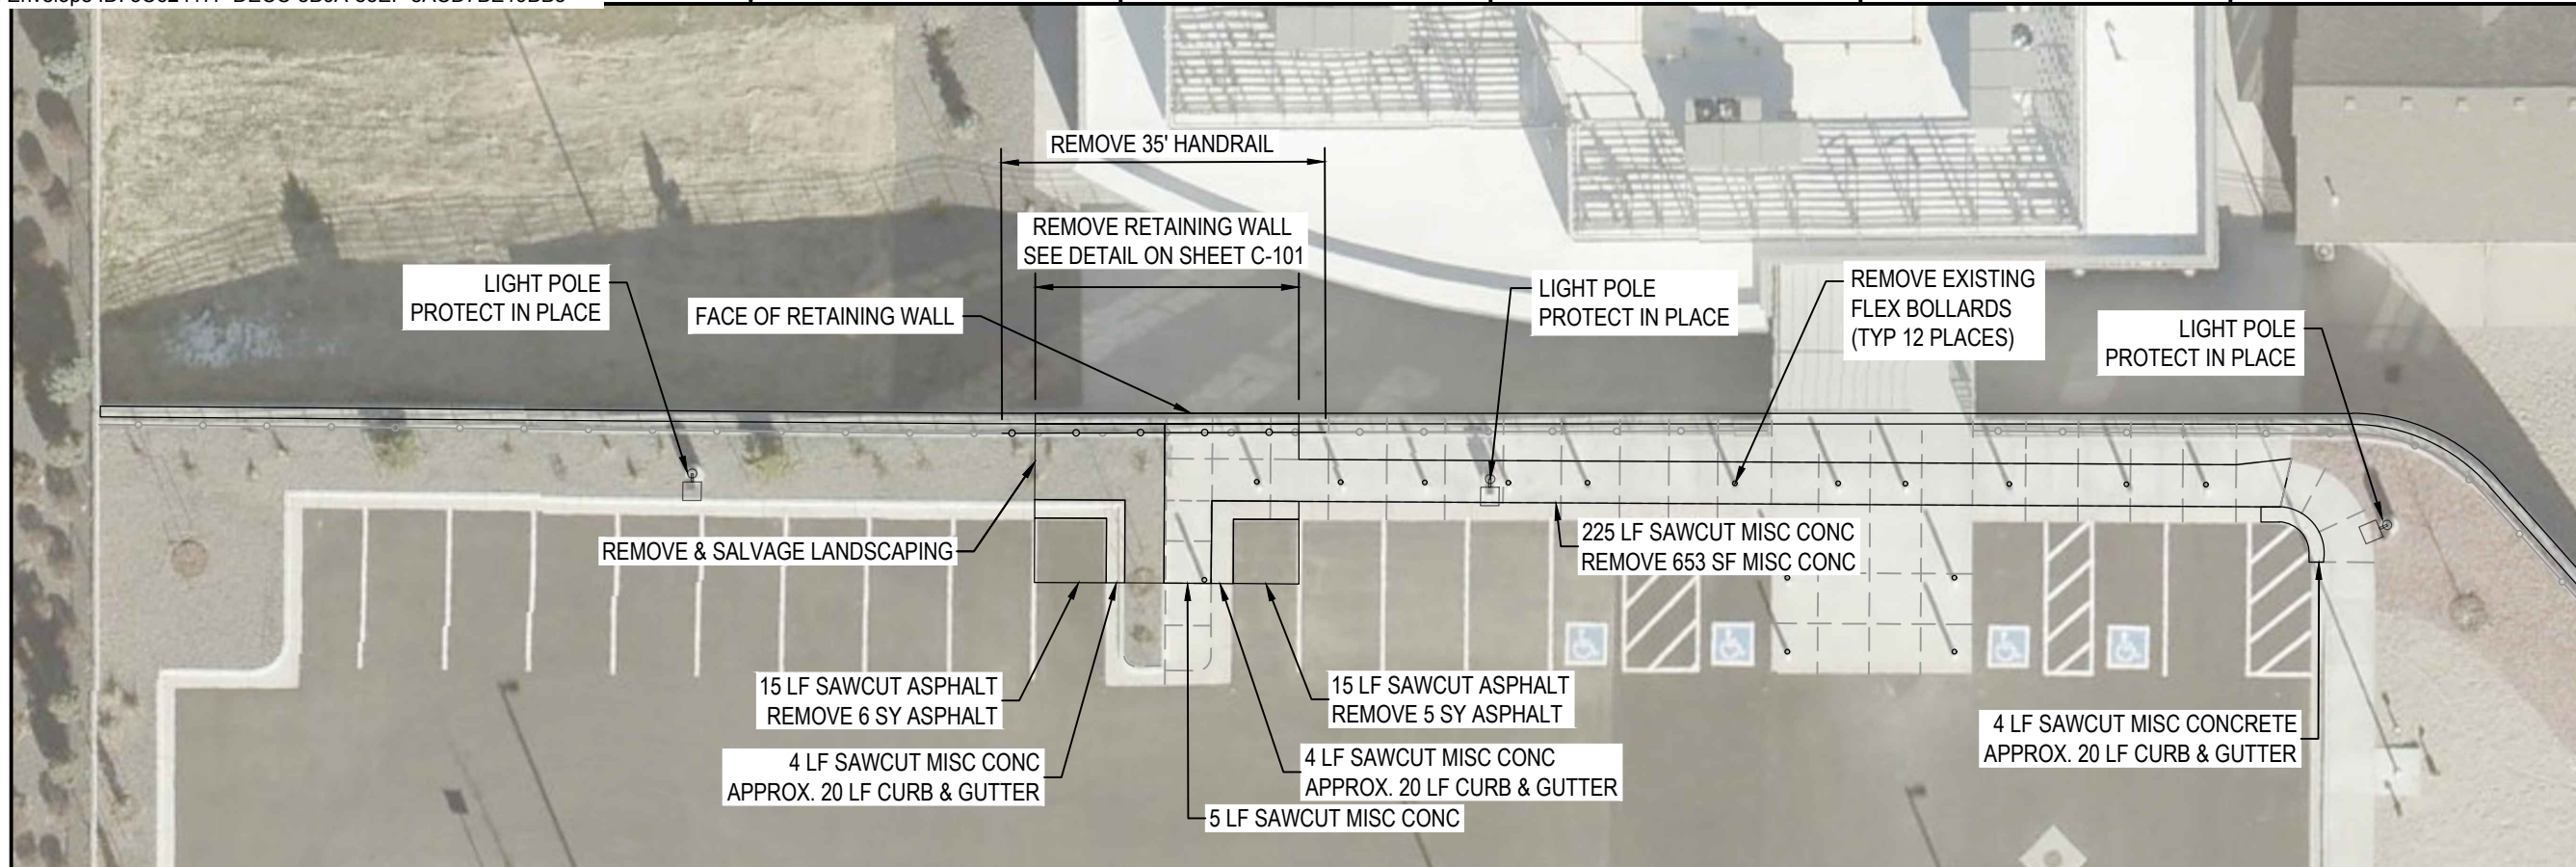 REMOVE 35' HANDRAIL
REMOVE RETAINING WALL
SEE DETAIL ON SHEET C-101
LIGHT POLE
PROTECT IN PLACE
FACE OF RETAINING WALL
LIGHT POLE
PROTECT IN PLACE
REMOVE EXISTING
FLEX BOLLARDS
(TYP 12 PLACES)
LIGHT POLE
PROTECT IN PLACE
REMOVE & SALVAGE LANDSCAPING
225 LF SAWCUT MISC CONC
REMOVE 653 SF MISC CONC
15 LF SAWCUT ASPHALT
REMOVE 6 SY ASPHALT
15 LF SAWCUT ASPHALT
REMOVE 5 SY ASPHALT
4 LF SAWCUT MISC CONC
APPROX. 20 LF CURB & GUTTER
4 LF SAWCUT MISC CONC
APPROX. 20 LF CURB & GUTTER
5 LF SAWCUT MISC CONC
4 LF SAWCUT MISC CONCRETE
APPROX. 20 LF CURB & GUTTER